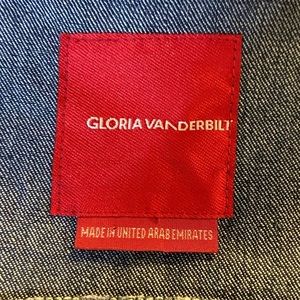 GLORIA VANDERBILT
MADE IN UNITED ARAB EMIRATES